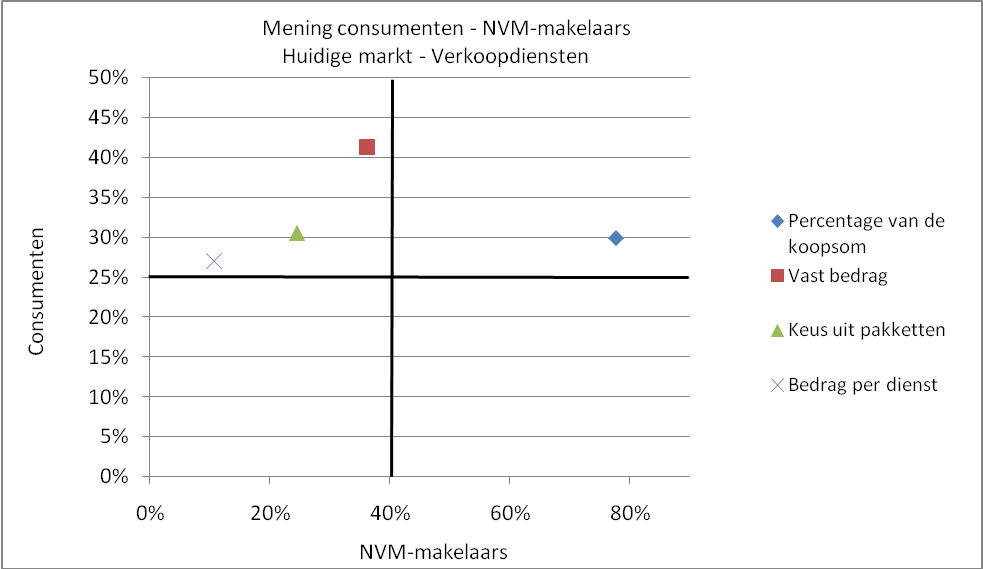 Mening consumenten - NVM-makelaars
Huidige markt - Verkoopdiensten
50%
45%
40%
35%
30%
25%
20%
15%
10%
5%
0%
Consumenten
0% 20% 40% 60% 80%
NVM-makelaars
Percentage van de
koopsom
Vast bedrag
Keus uit pakketten
Bedrag per dienst